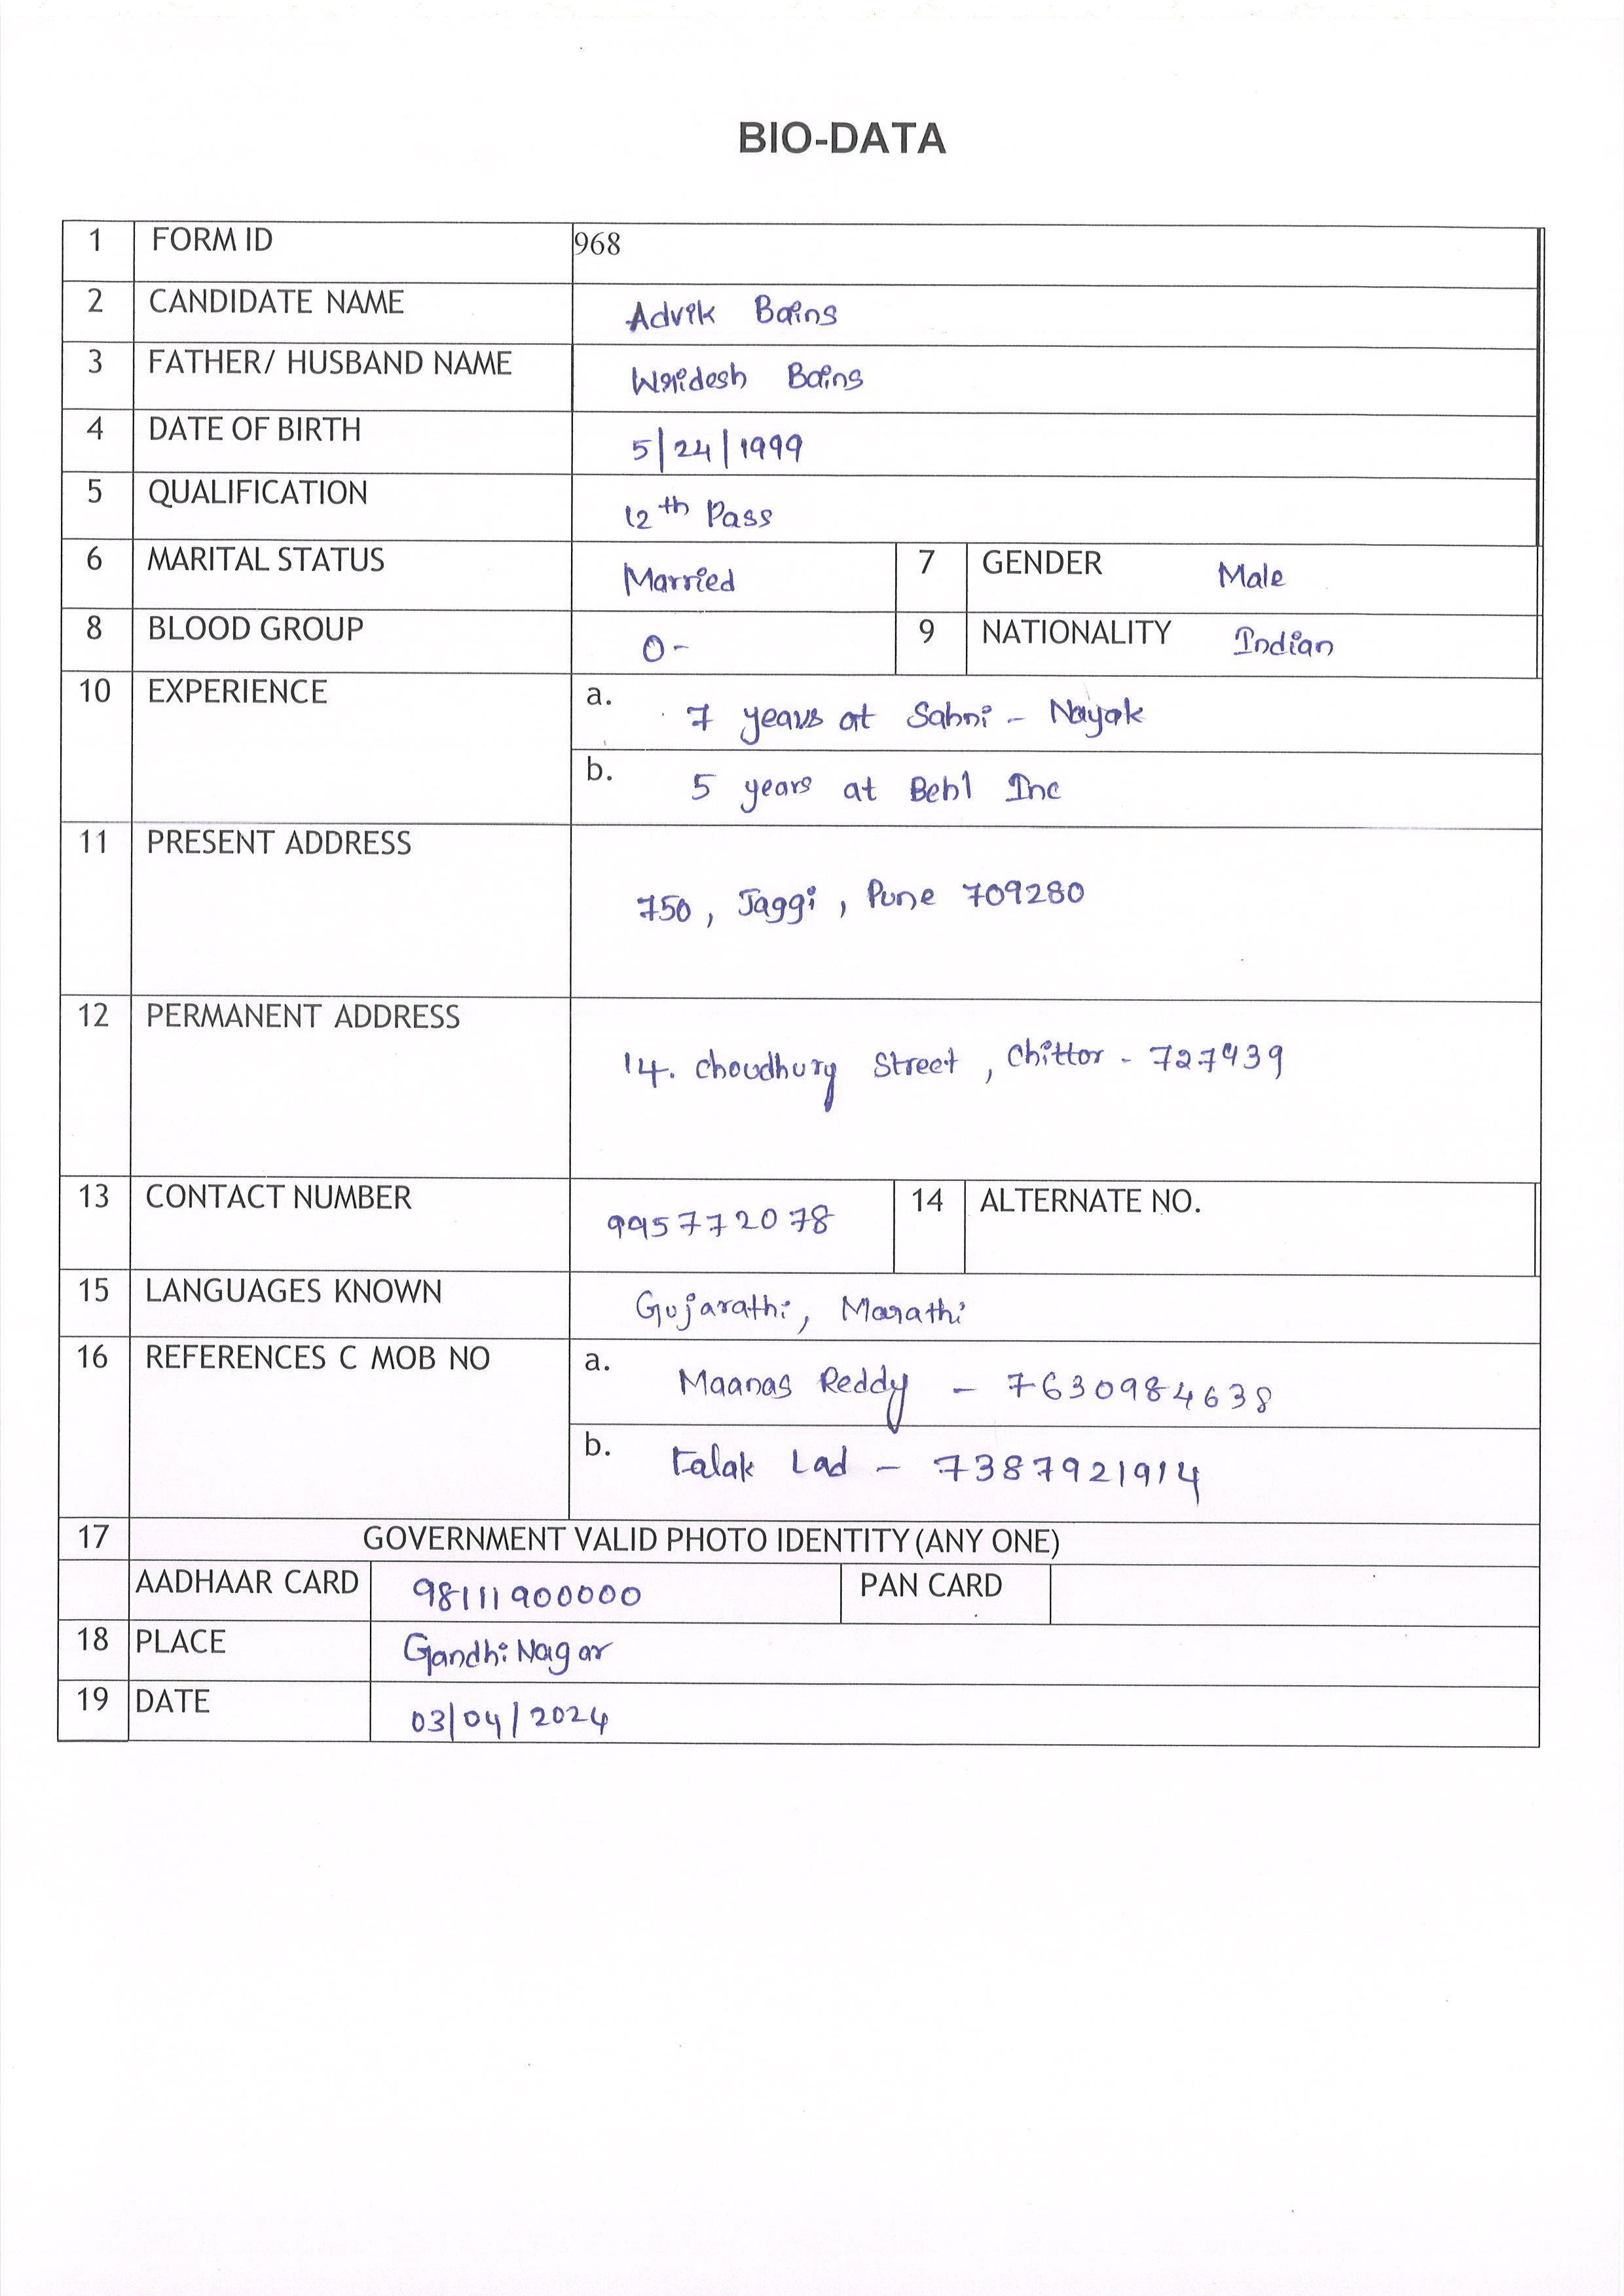 BIO-DATA
1 FORM ID 968
2 CANDIDATE NAME Advik Bains
3 FATHER/ HUSBAND NAME Wridesh Bains
4 DATE OF BIRTH 5/24/1999
5 QUALIFICATION 12th Pass
6 MARITAL STATUS Married 7 GENDER Male
8 BLOOD GROUP O- 9 NATIONALITY Indian
10 EXPERIENCE a. 7 years at Sahni - Nayak
b. 5 years at Behl Inc
11 PRESENT ADDRESS
750, Jaggi, Pune 709280
12 PERMANENT ADDRESS
14. Choudhury Street, Chittor - 727939
13 CONTACT NUMBER 9957772078 14 ALTERNATE NO.
15 LANGUAGES KNOWN Gujarathi, Marathi
16 REFERENCES C MOB NO a. Maanas Reddy - 7630984638
b. Falak Lad - 7387921914
17 GOVERNMENT VALID PHOTO IDENTITY (ANY ONE)
AADHAAR CARD 98111900000 PAN CARD
18 PLACE GandhiNagar
19 DATE 03/04/2024